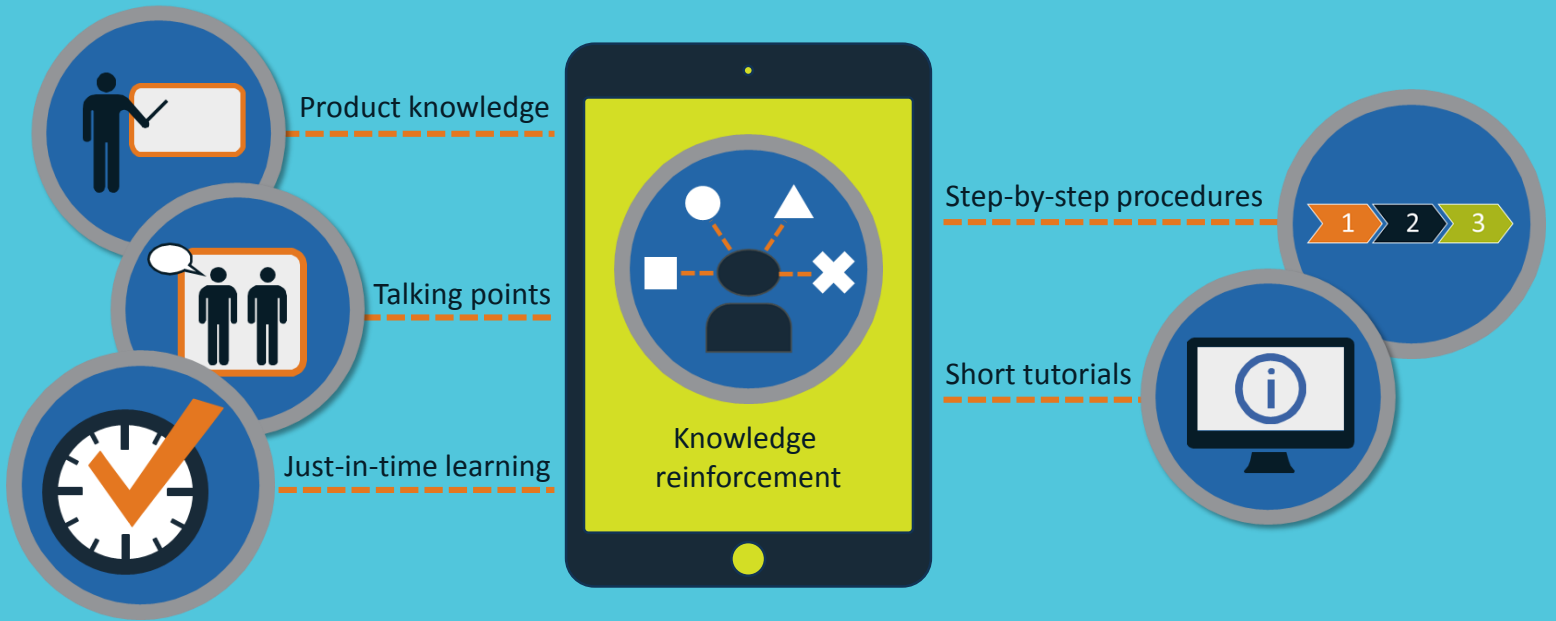 Product knowledge
Talking points
Just-in-time learning
Knowledge
reinforcement
Step-by-step procedures
1 2 3
Short tutorials
i